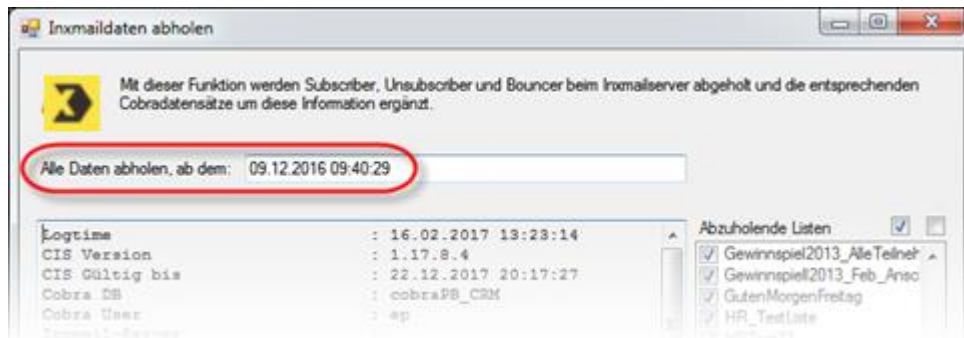 Inxmaildaten abholen
Mit dieser Funktion werden Subscriber, Unsubscriber und Bouncer beim Inxmailserver abgeholt und die entsprechenden
Cobradatensätze um diese Information ergänzt.
Alle Daten abholen, ab dem: 09.12.2016 09:40:29
Logtime : 16.02.2017 13:23:14
CIS Version : 1.17.8.4
CIS Gültig bis : 22.12.2017 20:17:27
Cobra DB : cobraPB_CRM
Cobra User : ap
Abzuholende Listen
Gewinnspiel2013_AlleTeilneh
Gewinnspiell2013_Feb_Ansc
GutenMorgenFreitag
HR_TestListe